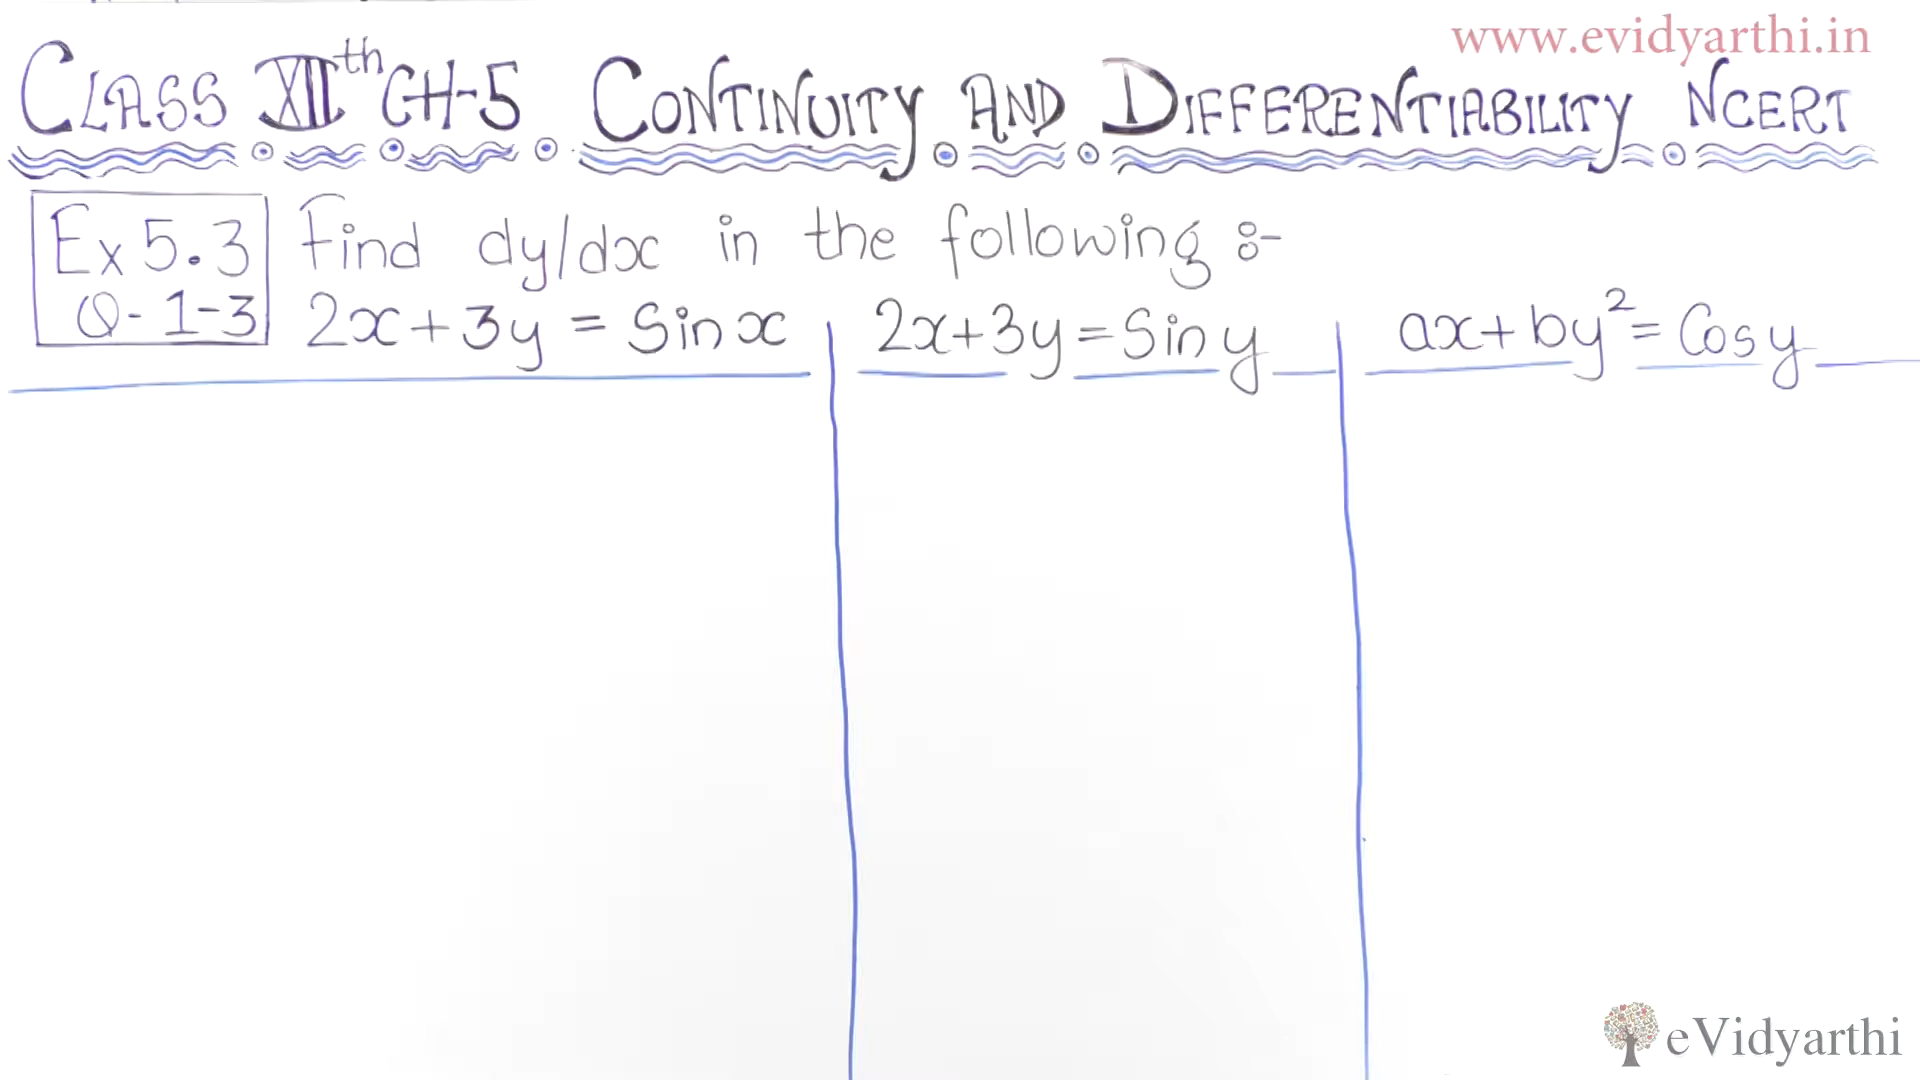 www.evidyarthi.in
CLASS XIIth CH-5 CONTINUITY AND DIFFERENTIABILITY NCERT
Ex 5.3 Find dy/dx in the following :-
Q-1-3 2x+3y = Sin x 2x+3y = Sin y ax+by² = Cos y
eVidyarthi